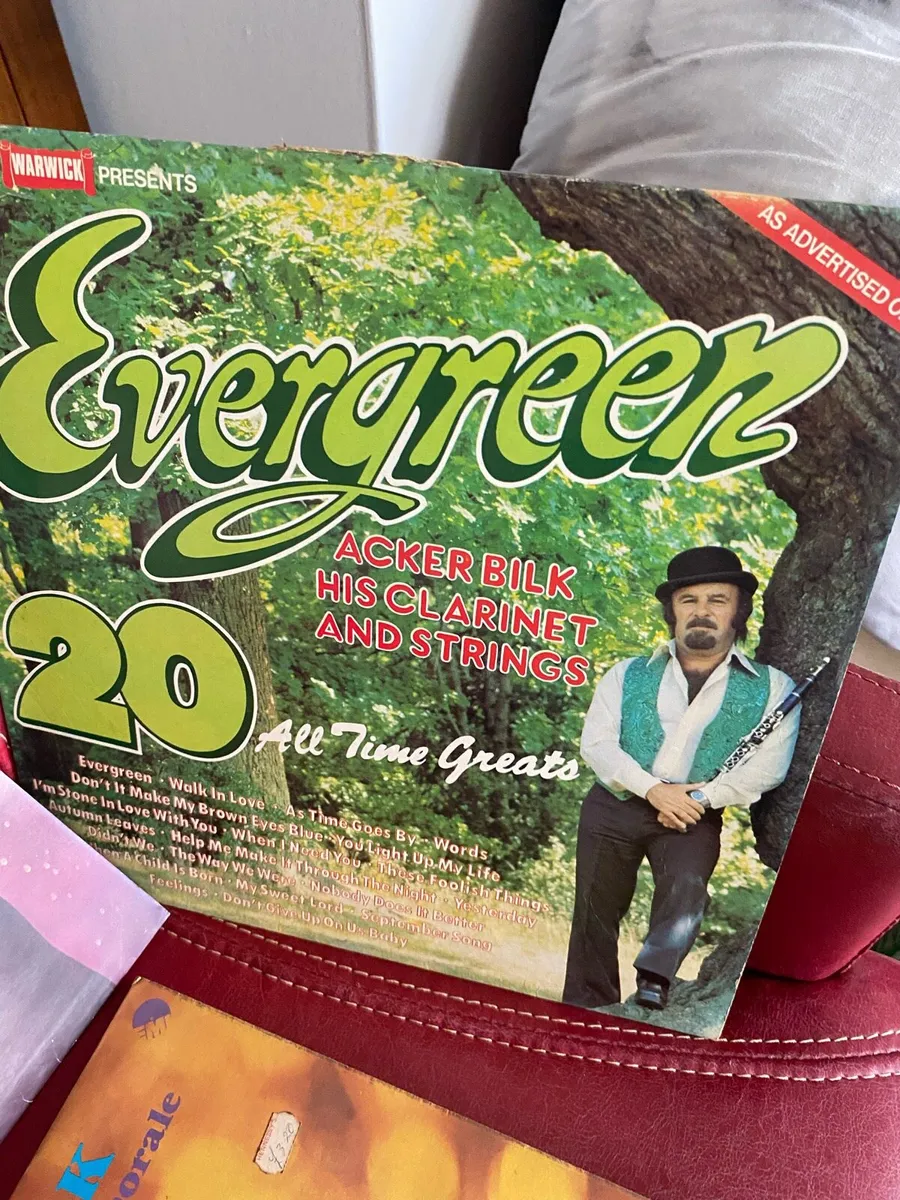 WARWICK PRESENTS
AS ADVERTISED
Evergreen
ACKER BILK
HIS CLARINET
AND STRINGS
20
All Time Greats
Evergreen · Walk In Love · As Time Goes By · Words
Don't It Make My Brown Eyes Blue · You Light Up My Life
I'm Stone In Love With You · When I Need You · These Foolish Things
Autumn Leaves · Help Me Make It Through The Night · Yesterday
Didn't We · The Way We Were · Nobody Does It Better
A Child Is Born · My Sweet Lord · September Song
Feelings · Don't Give Up On Us Baby
K
orale